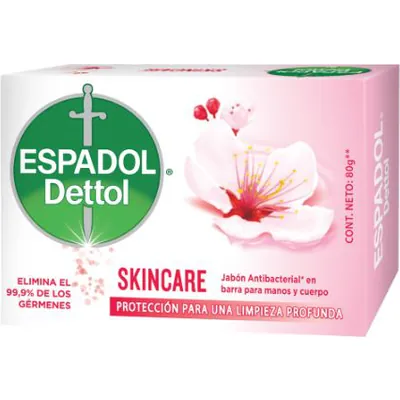 ESPADOL®
Dettol
ELIMINA EL
99,9% DE LOS
GÉRMENES
SKINCARE
Jabón Antibacterial* en
barra para manos y cuerpo
PROTECCIÓN PARA UNA LIMPIEZA PROFUNDA
CONT. NETO: 80g**
ESPADOL
Dettol